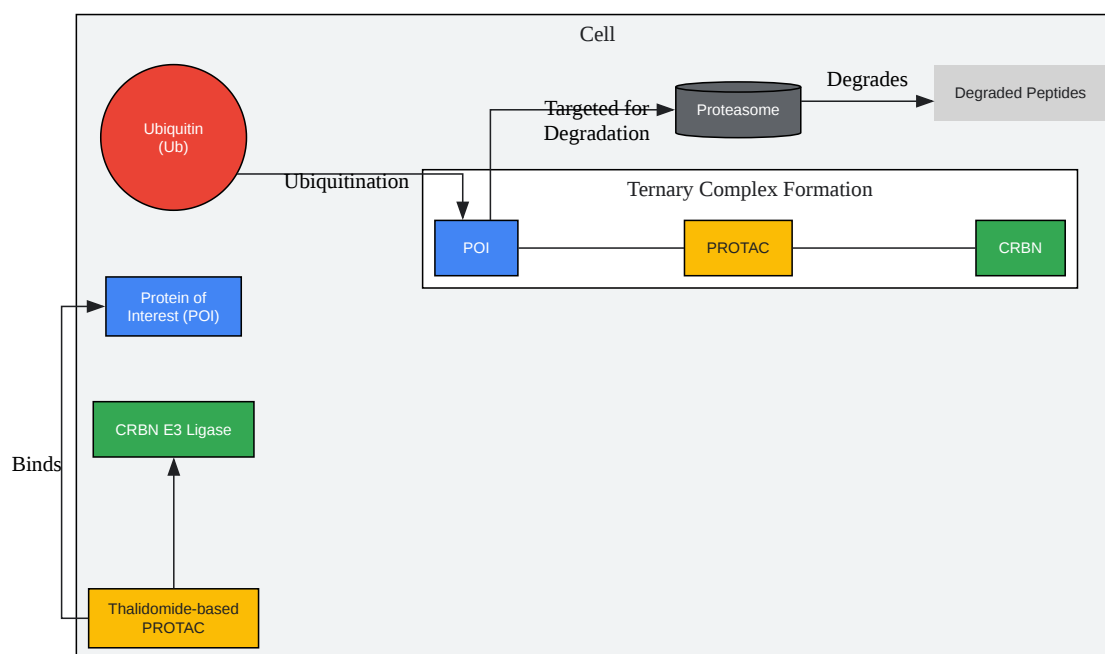 Cell
Ubiquitin
(Ub)
Proteasome
Degrades
Degraded Peptides
Targeted for
Degradation
Ubiquitination
Ternary Complex Formation
POI
PROTAC
CRBN
Protein of
Interest (POI)
CRBN E3 Ligase
Binds
Thalidomide-based
PROTAC